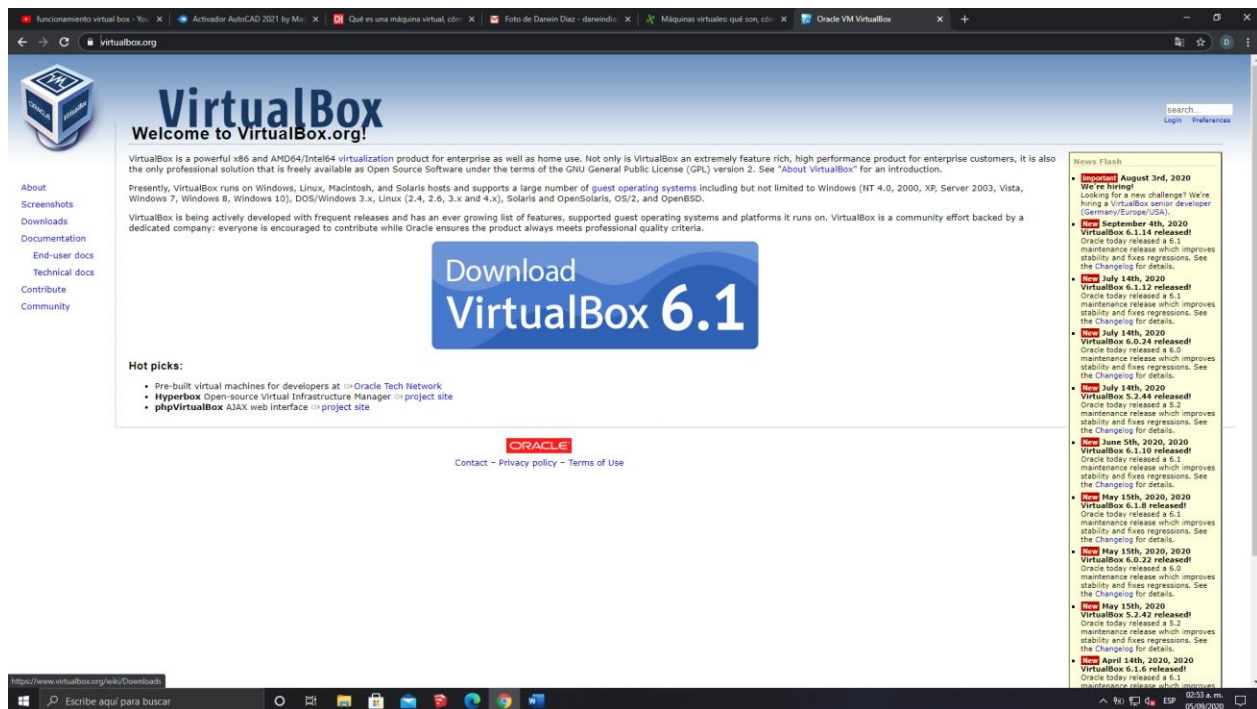 funcionamiento virtual box - You
Activador AutoCAD 2021 by Ma
Qué es una máquina virtual, cóm
Foto de Darwin Diaz - darwindia
Máquinas virtuales: qué son, cóm
Oracle VM VirtualBox
virtualbox.org
VirtualBox
search...
Login Preferences
Welcome to VirtualBox.org!
About
Screenshots
Downloads
Documentation
End-user docs
Technical docs
Contribute
Community
VirtualBox is a powerful x86 and AMD64/Intel64 virtualization product for enterprise as well as home use. Not only is VirtualBox an extremely feature rich, high performance product for enterprise customers, it is also
the only professional solution that is freely available as Open Source Software under the terms of the GNU General Public License (GPL) version 2. See "About VirtualBox" for an introduction.
Presently, VirtualBox runs on Windows, Linux, Macintosh, and Solaris hosts and supports a large number of guest operating systems including but not limited to Windows (NT 4.0, 2000, XP, Server 2003, Vista,
Windows 7, Windows 8, Windows 10), DOS/Windows 3.x, Linux (2.4, 2.6, 3.x and 4.x), Solaris and OpenSolaris, OS/2, and OpenBSD.
VirtualBox is being actively developed with frequent releases and has an ever growing list of features, supported guest operating systems and platforms it runs on. VirtualBox is a community effort backed by a
dedicated company: everyone is encouraged to contribute while Oracle ensures the product always meets professional quality criteria.
Download
VirtualBox 6.1
Hot picks:
• Pre-built virtual machines for developers at Oracle Tech Network
• Hyperbox Open-source Virtual Infrastructure Manager project site
• phpVirtualBox AJAX web interface project site
ORACLE
Contact – Privacy policy – Terms of Use
News Flash
• Important August 3rd, 2020
We're hiring!
Looking for a new challenge? We're
hiring a VirtualBox senior developer
(Germany/Europe/USA).
• New September 4th, 2020
VirtualBox 6.1.14 released!
Oracle today released a 6.1
maintenance release which improves
stability and fixes regressions. See
the Changelog for details.
• New July 14th, 2020
VirtualBox 6.1.12 released!
Oracle today released a 6.1
maintenance release which improves
stability and fixes regressions. See
the Changelog for details.
• New July 14th, 2020
VirtualBox 6.0.24 released!
Oracle today released a 6.0
maintenance release which improves
stability and fixes regressions. See
the Changelog for details.
• New July 14th, 2020
VirtualBox 5.2.44 released!
Oracle today released a 5.2
maintenance release which improves
stability and fixes regressions. See
the Changelog for details.
• New June 5th, 2020, 2020
VirtualBox 6.1.10 released!
Oracle today released a 6.1
maintenance release which improves
stability and fixes regressions. See
the Changelog for details.
• New May 15th, 2020, 2020
VirtualBox 6.1.8 released!
Oracle today released a 6.1
maintenance release which improves
stability and fixes regressions. See
the Changelog for details.
• New May 15th, 2020, 2020
VirtualBox 6.0.22 released!
Oracle today released a 6.0
maintenance release which improves
stability and fixes regressions. See
the Changelog for details.
• New May 15th, 2020
VirtualBox 5.2.42 released!
Oracle today released a 5.2
maintenance release which improves
stability and fixes regressions. See
the Changelog for details.
• New April 14th, 2020, 2020
VirtualBox 6.1.6 released!
Oracle today released a 6.1
maintenance release which improves
https://www.virtualbox.org/wiki/Downloads
Escribe aquí para buscar
ESP
02:53 a. m.
05/09/2020